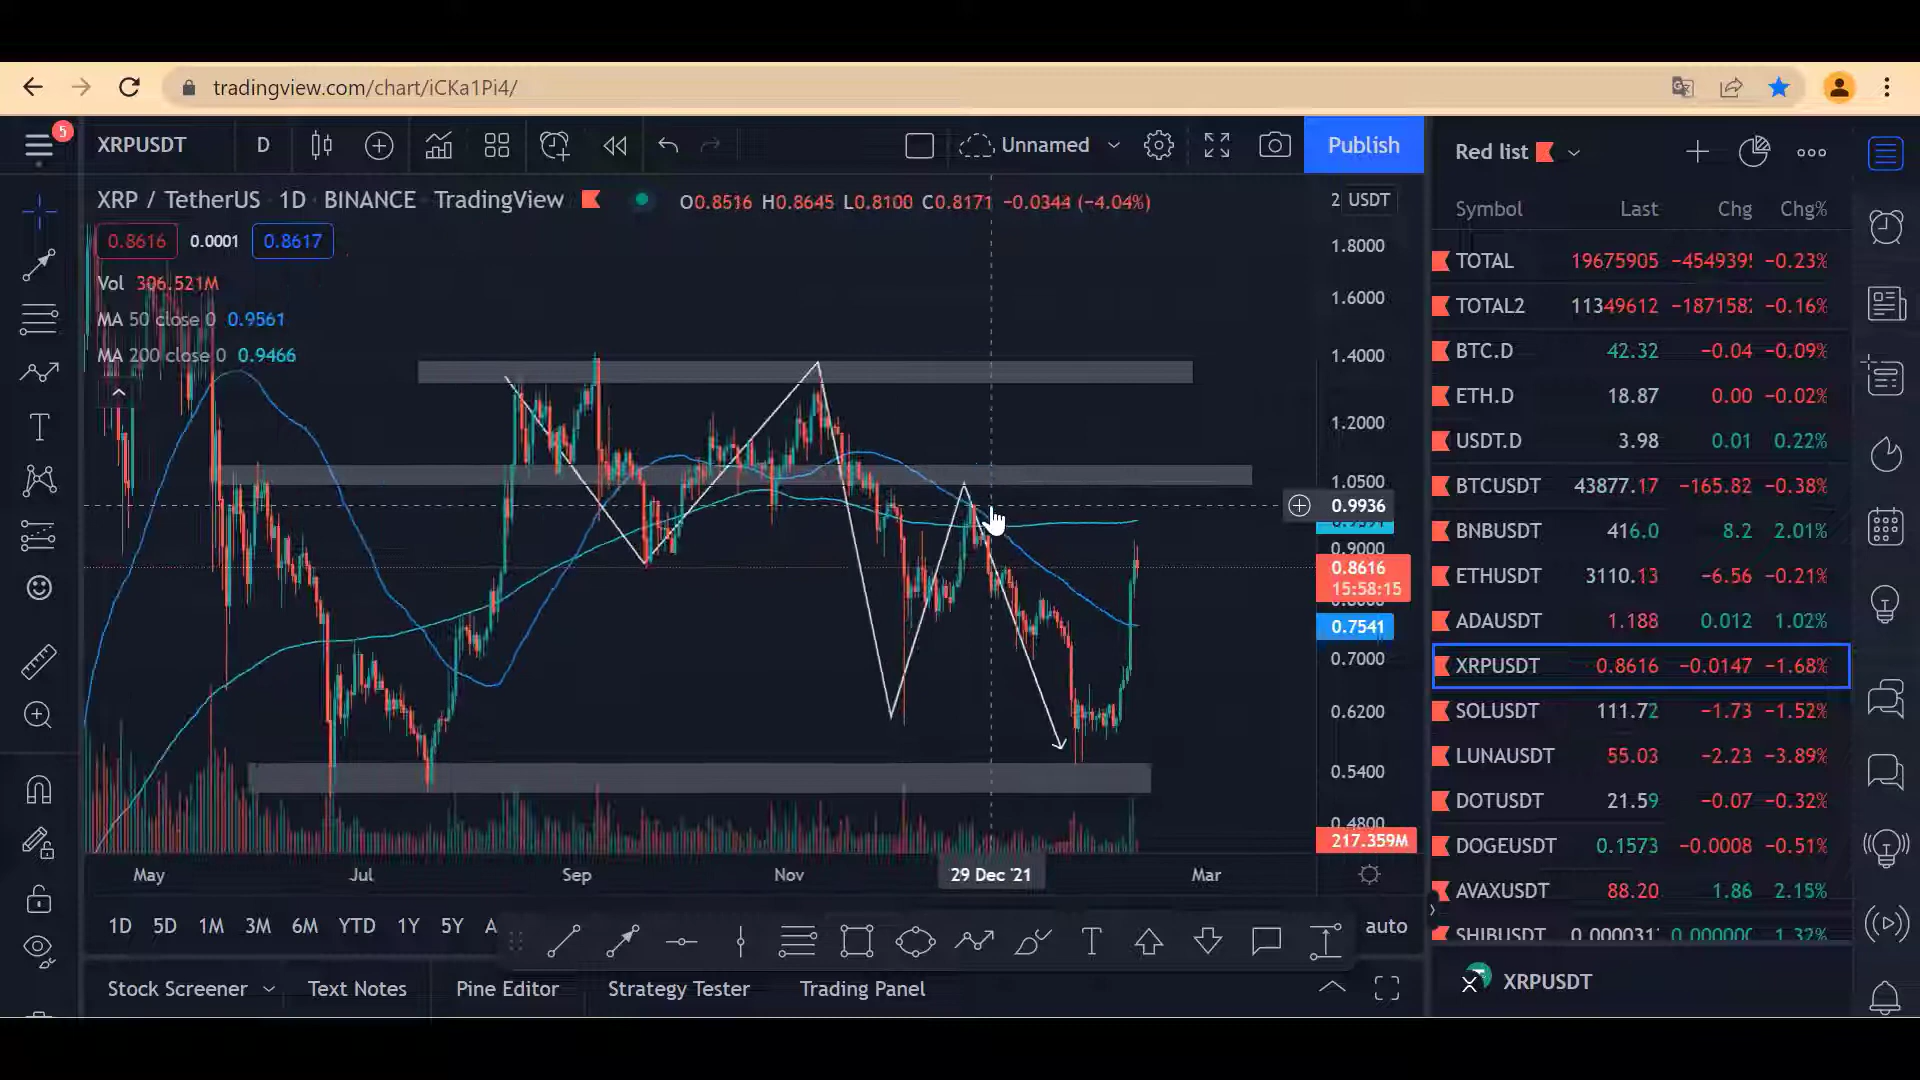 tradingview.com/chart/iCKa1Pi4/
5
XRPUSDT D Unnamed Publish
XRP / TetherUS · 1D · BINANCE · TradingView O0.8516 H0.8645 L0.8100 C0.8171 −0.0344 (−4.04%)
0.8616 0.0001 0.8617
Vol 306.521M
MA 50 close 0 0.9561
MA 200 close 0 0.9466
2 USDT
1.8000
1.6000
1.4000
1.2000
1.0500
0.9936
0.9000
0.8616
15:58:15
0.7541
0.7000
0.6200
0.5400
0.4800
217.359M
May Jul Sep Nov 29 Dec '21 Mar
1D 5D 1M 3M 6M YTD 1Y 5Y A auto
Stock Screener Text Notes Pine Editor Strategy Tester Trading Panel
Red list
Symbol Last Chg Chg%
TOTAL 19675905 −454939 −0.23%
TOTAL2 11349612 −187158 −0.16%
BTC.D 42.32 −0.04 −0.09%
ETH.D 18.87 0.00 −0.02%
USDT.D 3.98 0.01 0.22%
BTCUSDT 43877.17 −165.82 −0.38%
BNBUSDT 416.0 8.2 2.01%
ETHUSDT 3110.13 −6.56 −0.21%
ADAUSDT 1.188 0.012 1.02%
XRPUSDT 0.8616 −0.0147 −1.68%
SOLUSDT 111.72 −1.73 −1.52%
LUNAUSDT 55.03 −2.23 −3.89%
DOTUSDT 21.59 −0.07 −0.32%
DOGEUSDT 0.1573 −0.0008 −0.51%
AVAXUSDT 88.20 1.86 2.15%
SHIBUSDT 0.0000031 0.000000 1.32%
XRPUSDT